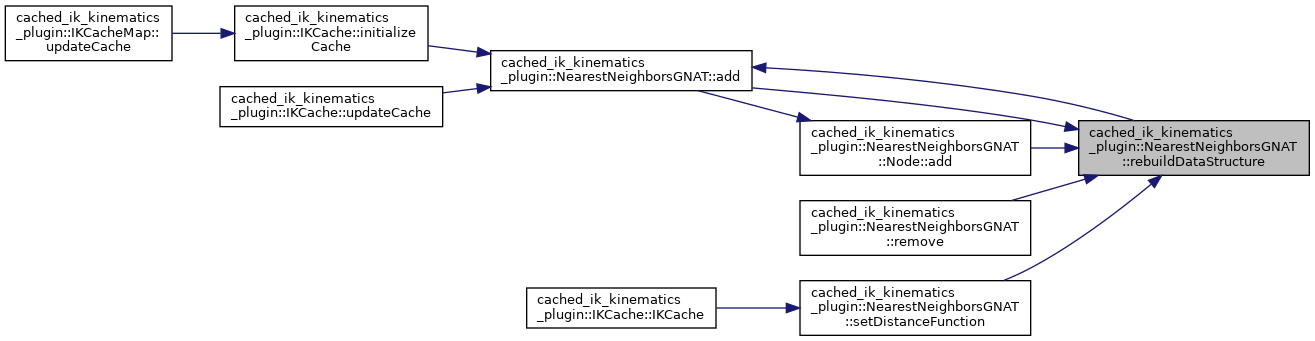 cached_ik_kinematics
_plugin::IKCacheMap::
updateCache
cached_ik_kinematics
_plugin::IKCache::initialize
Cache
cached_ik_kinematics
_plugin::NearestNeighborsGNAT::add
cached_ik_kinematics
_plugin::IKCache::updateCache
cached_ik_kinematics
_plugin::NearestNeighborsGNAT
::Node::add
cached_ik_kinematics
_plugin::NearestNeighborsGNAT
::rebuildDataStructure
cached_ik_kinematics
_plugin::NearestNeighborsGNAT
::remove
cached_ik_kinematics
_plugin::IKCache::IKCache
cached_ik_kinematics
_plugin::NearestNeighborsGNAT
::setDistanceFunction